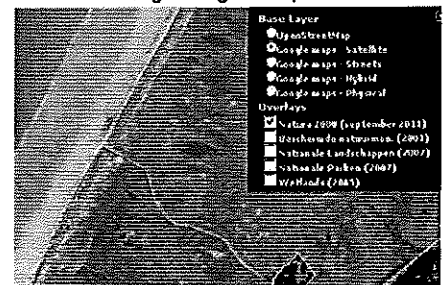 Base Layer
OpenStreetMap
Google maps - Satellite
Google maps - Streets
Google maps - Hybrid
Google maps - Physical
Overlays
Natura 2000 (september 2011)
Beschermde natuurmon. (2001)
Nationale Landschappen (2007)
Nationale Parken (2007)
Wetlands